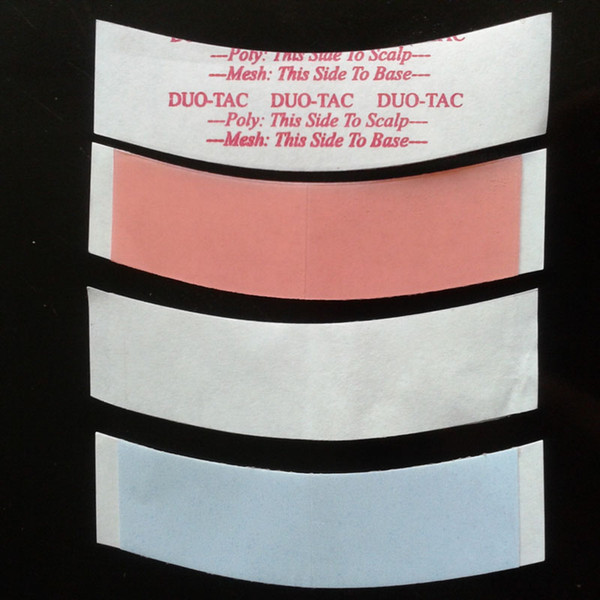 ---Poly: This Side To Scalp---
---Mesh: This Side To Base---
DUO-TAC DUO-TAC DUO-TAC
---Poly: This Side To Scalp---
---Mesh: This Side To Base---